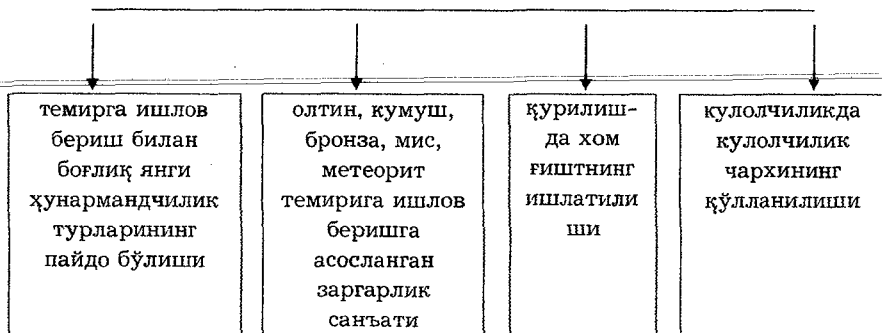 темирга ишлов
бериш билан
боғлиқ янги
ҳунармандчилик
турларининг
пайдо бўлиши
олтин, кумуш,
бронза, мис,
метеорит
темирига ишлов
беришга
асосланган
заргарлик
санъати
қурилиш-
да хом
ғиштнинг
ишлатили
ши
кулолчиликда
кулолчилик
чархининг
қўлланилиши